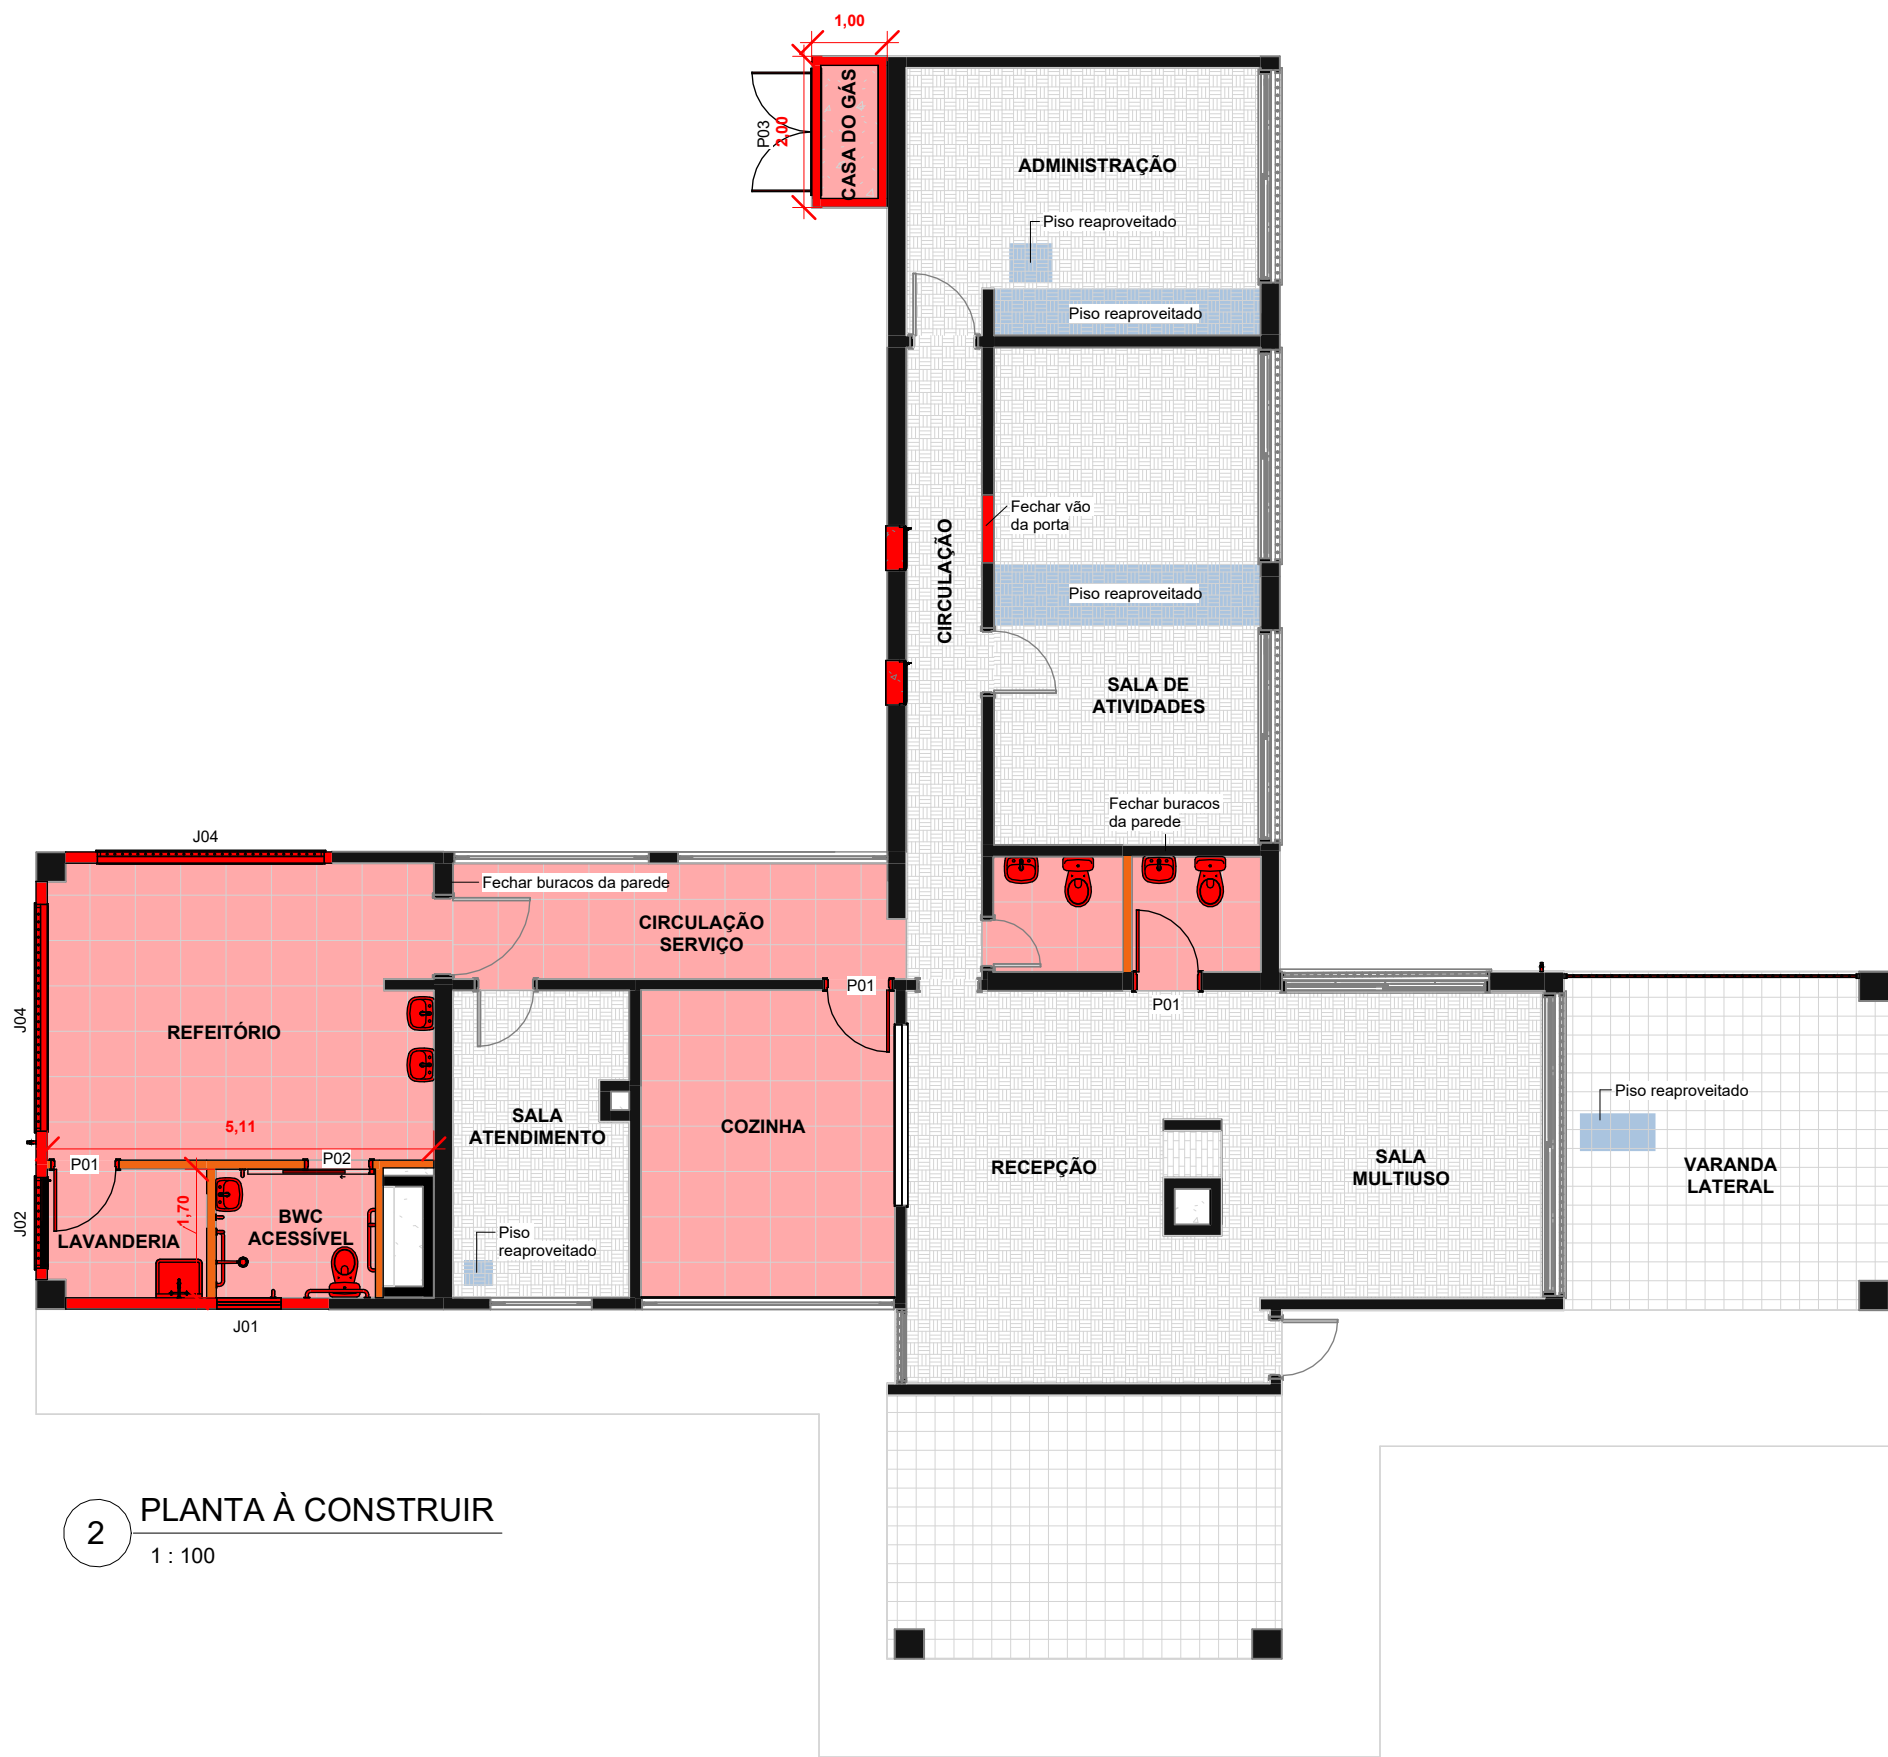 1,00
CASA DO GÁS
P03
2,00
ADMINISTRAÇÃO
Piso reaproveitado
Piso reaproveitado
Fechar vão
da porta
CIRCULAÇÃO
Piso reaproveitado
SALA DE
ATIVIDADES
Fechar buracos
da parede
J04
Fechar buracos da parede
CIRCULAÇÃO
SERVIÇO
P01
P01
J04
REFEITÓRIO
SALA
ATENDIMENTO
COZINHA
RECEPÇÃO
SALA
MULTIUSO
Piso reaproveitado
VARANDA
LATERAL
5,11
P01
P02
1,70
J02
LAVANDERIA
BWC
ACESSÍVEL
Piso
reaproveitado
J01
2
PLANTA À CONSTRUIR
1 : 100